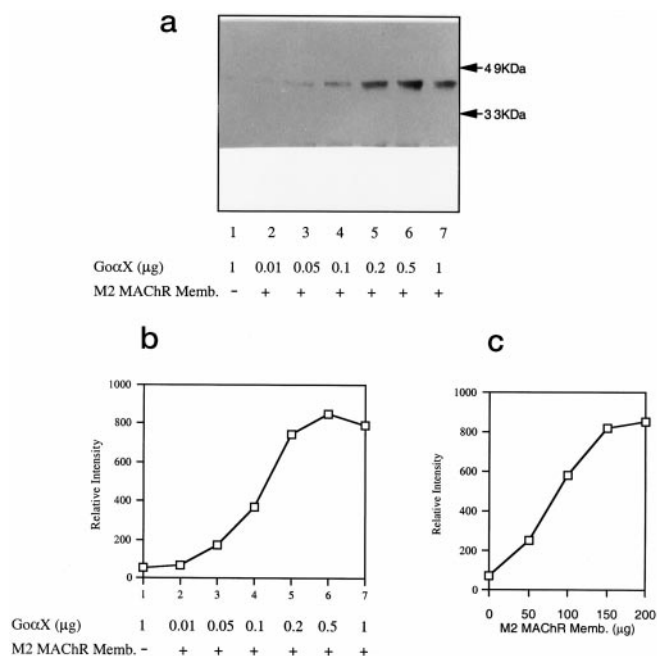 a
49KDa
33KDa
1 2 3 4 5 6 7
GoαX (µg) 1 0.01 0.05 0.1 0.2 0.5 1
M2 MAChR Memb. - + + + + + +
b
1000
800
600
400
200
0
Relative Intensity
1 2 3 4 5 6 7
GoαX (µg) 1 0.01 0.05 0.1 0.2 0.5 1
M2 MAChR Memb. - + + + + + +
c
1000
800
600
400
200
0
Relative Intensity
0 50 100 150 200
M2 MAChR Memb. (µg)